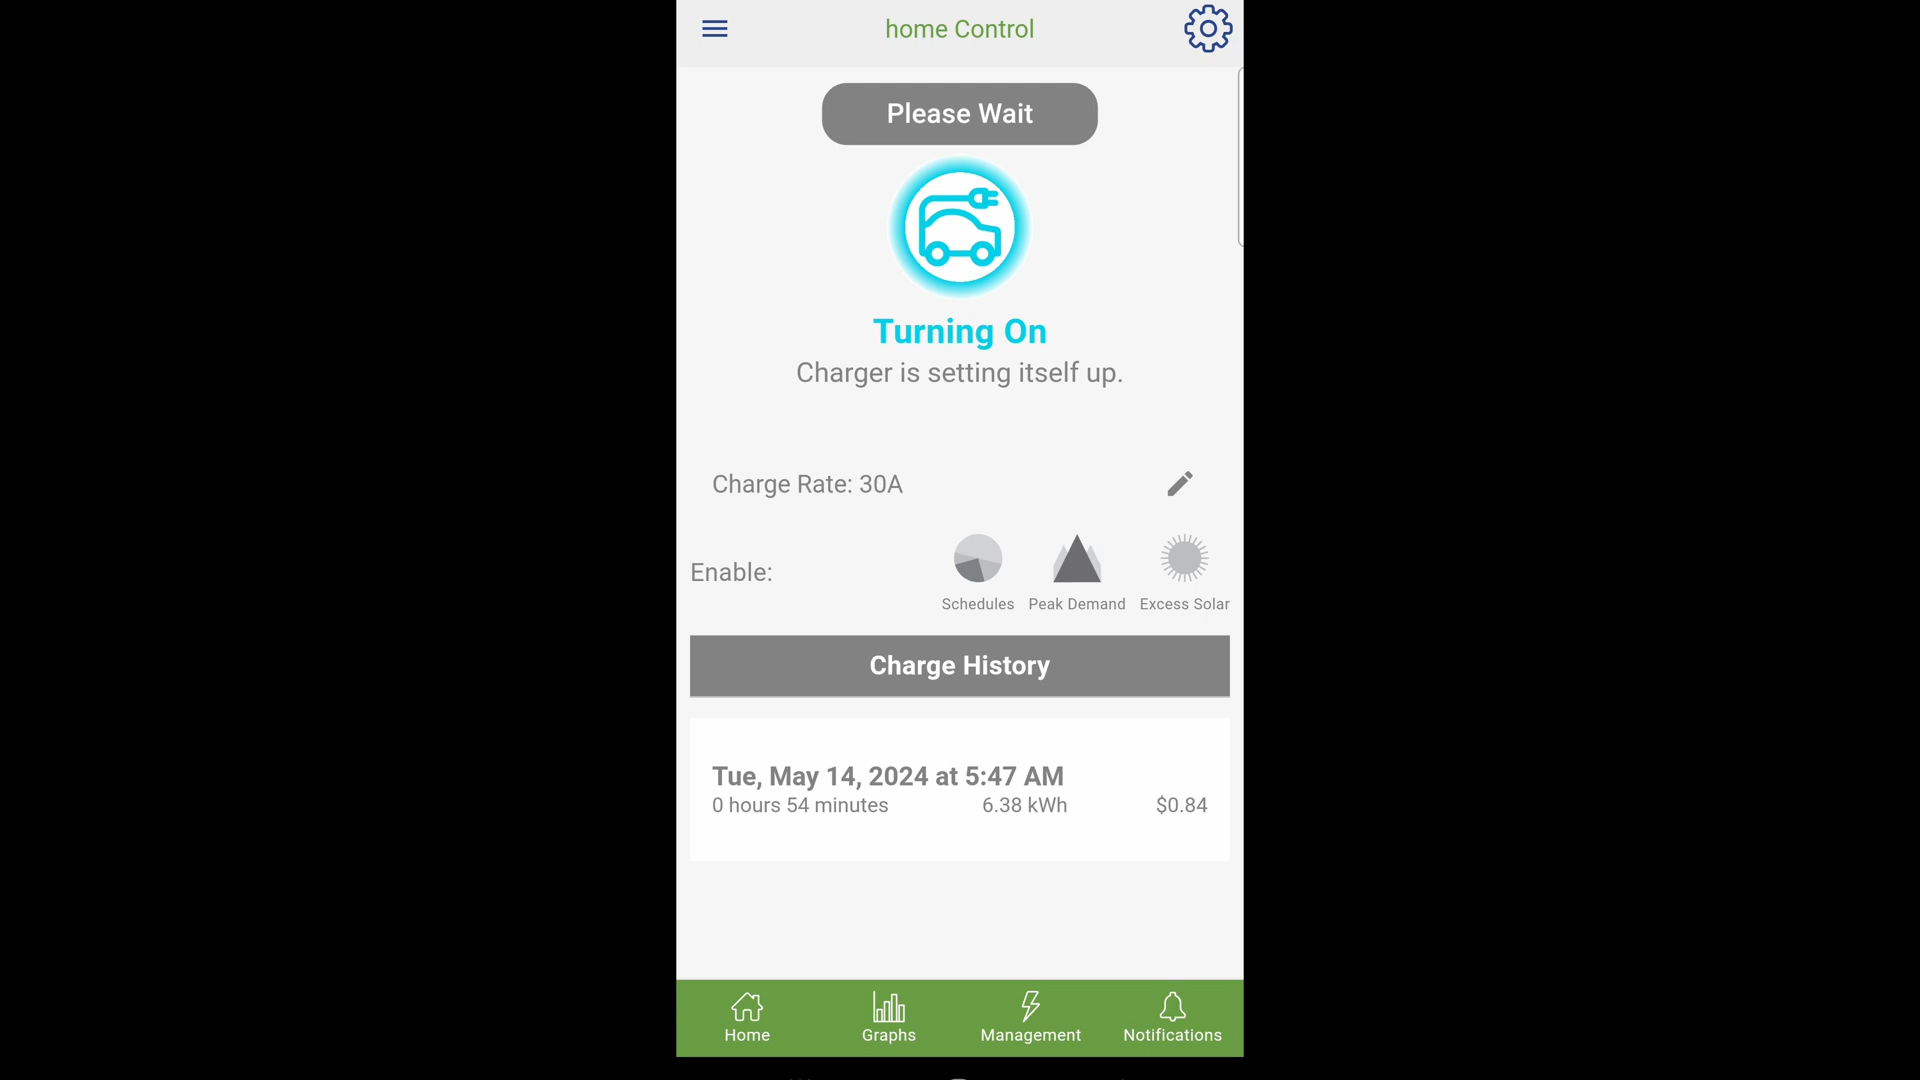 home Control
Please Wait
Turning On
Charger is setting itself up.
Charge Rate: 30A
Enable:
Schedules Peak Demand Excess Solar
Charge History
Tue, May 14, 2024 at 5:47 AM
0 hours 54 minutes 6.38 kWh $0.84
Home Graphs Management Notifications